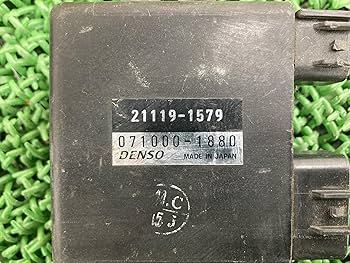 21119-1579
071000-1880
DENSO MADE IN JAPAN
M.C